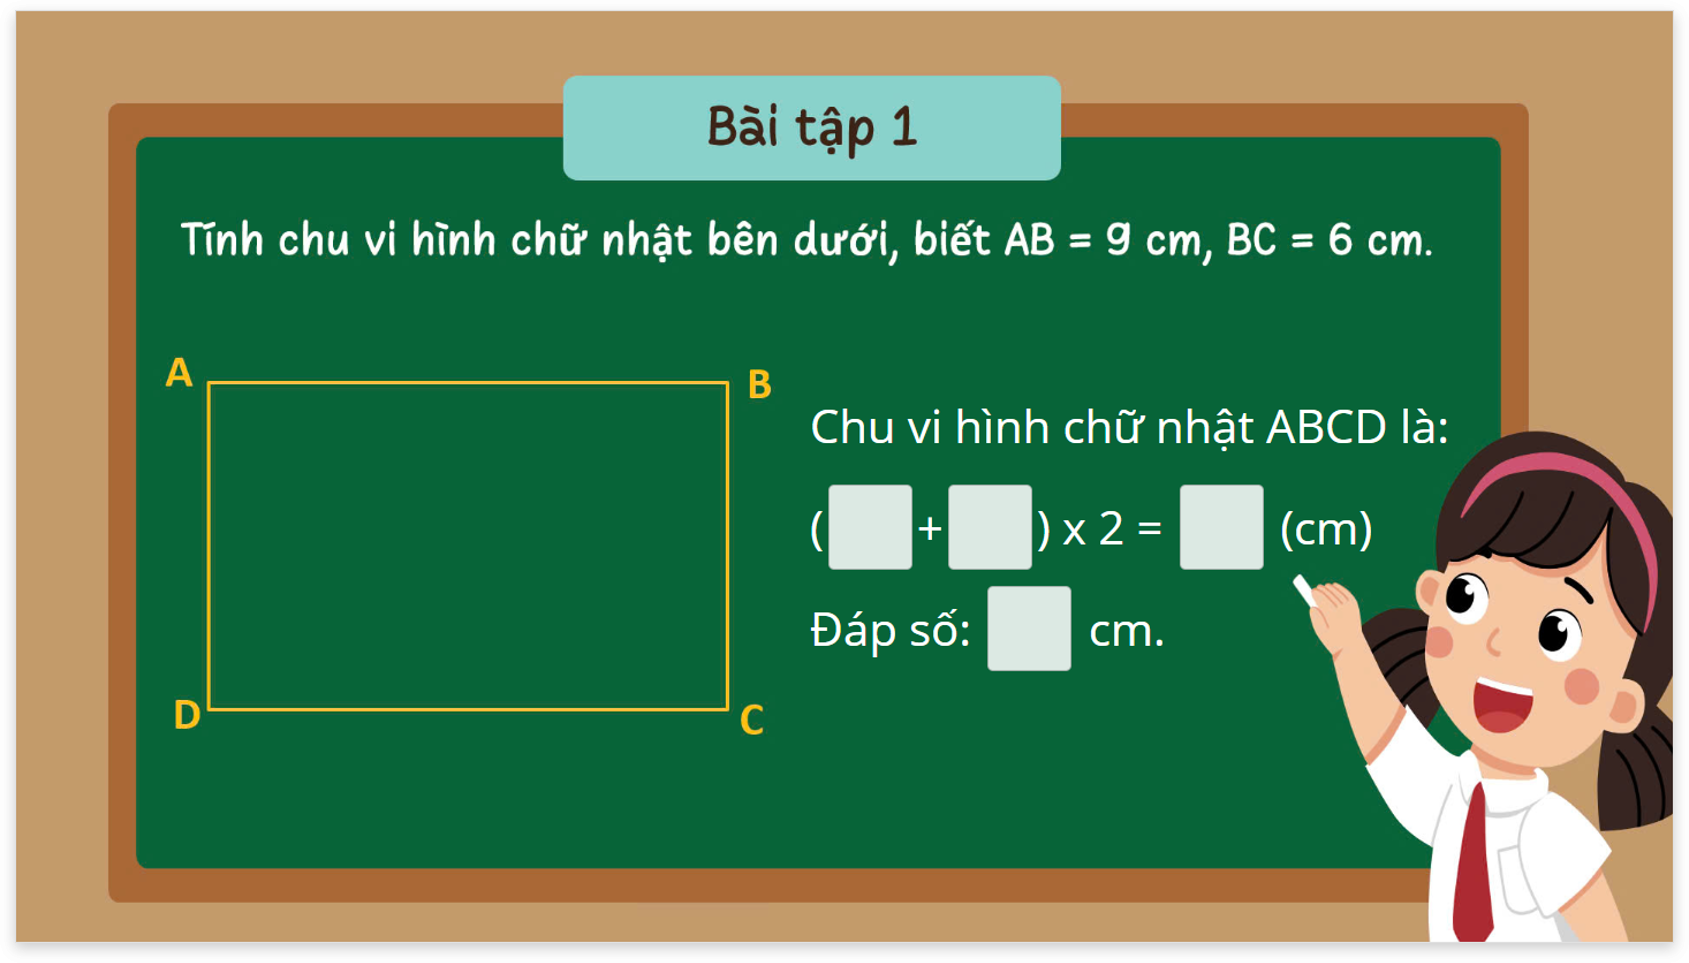 Bài tập 1
Tính chu vi hình chữ nhật bên dưới, biết AB = 9 cm, BC = 6 cm.
A
B
Chu vi hình chữ nhật ABCD là:
( + ) x 2 = (cm)
Đáp số: cm.
D
C